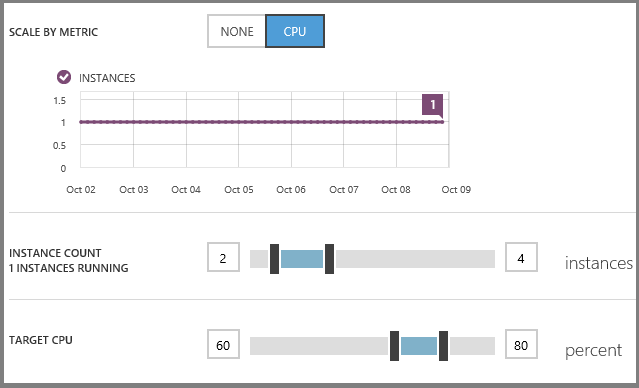 SCALE BY METRIC
NONE CPU
INSTANCES
1.5
1
1
0.5
0
Oct 02 Oct 03 Oct 04 Oct 05 Oct 06 Oct 07 Oct 08 Oct 09
INSTANCE COUNT
1 INSTANCES RUNNING
2
4
instances
TARGET CPU
60
80
percent